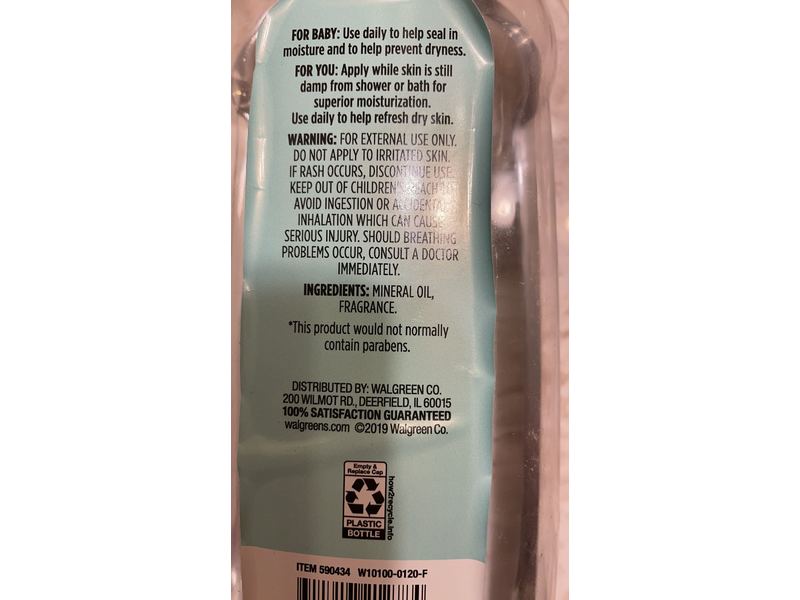 FOR BABY: Use daily to help seal in
moisture and to help prevent dryness.
FOR YOU: Apply while skin is still
damp from shower or bath for
superior moisturization.
Use daily to help refresh dry skin.
WARNING: FOR EXTERNAL USE ONLY.
DO NOT APPLY TO IRRITATED SKIN.
IF RASH OCCURS, DISCONTINUE USE.
KEEP OUT OF CHILDREN'S REACH TO
AVOID INGESTION OR ACCIDENTAL
INHALATION WHICH CAN CAUSE
SERIOUS INJURY. SHOULD BREATHING
PROBLEMS OCCUR, CONSULT A DOCTOR
IMMEDIATELY.
INGREDIENTS: MINERAL OIL,
FRAGRANCE.
*This product would not normally
contain parabens.
DISTRIBUTED BY: WALGREEN CO.
200 WILMOT RD., DEERFIELD, IL 60015
100% SATISFACTION GUARANTEED
walgreens.com ©2019 Walgreen Co.
Empty &
Replace Cap
PLASTIC
BOTTLE
how2recycle.info
ITEM 590434 W10100-0120-F